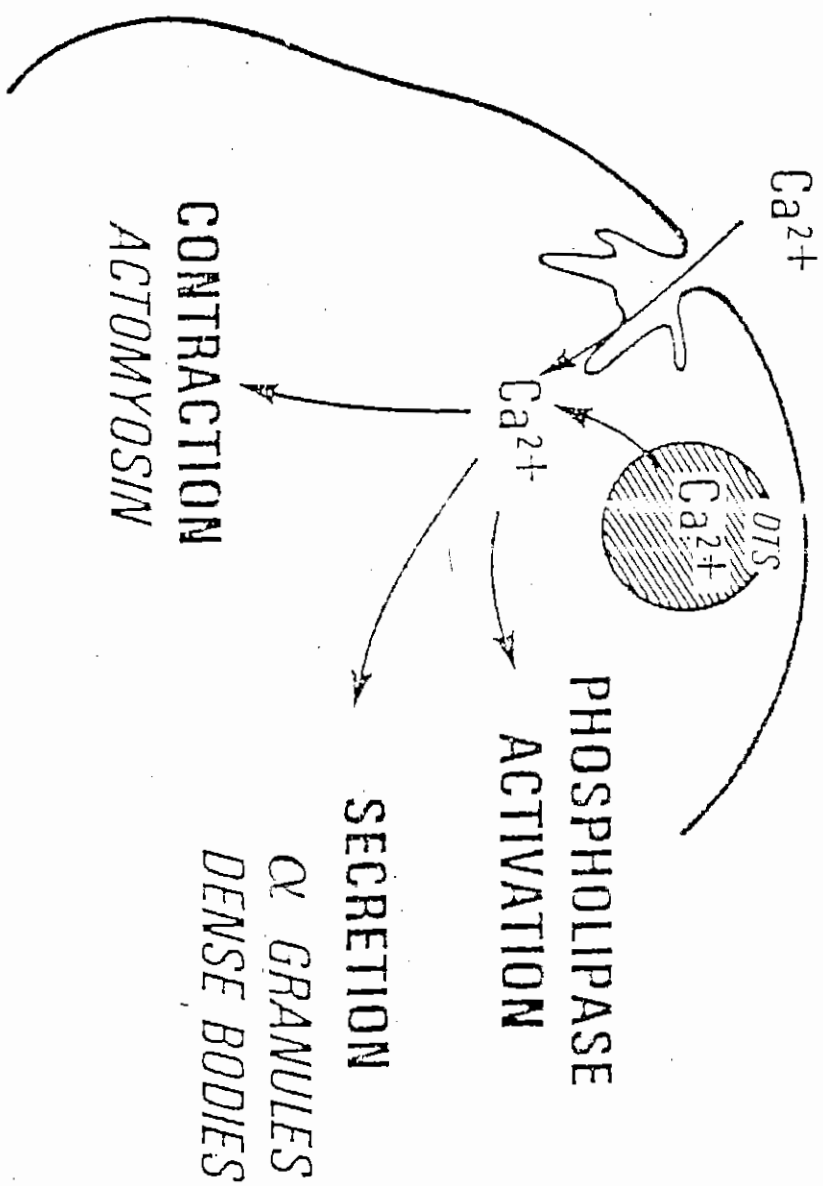 Ca²⁺
DTS
Ca²⁺
Ca²⁺
PHOSPHOLIPASE
ACTIVATION
CONTRACTION
ACTOMYOSIN
SECRETION
α GRANULES
DENSE BODIES